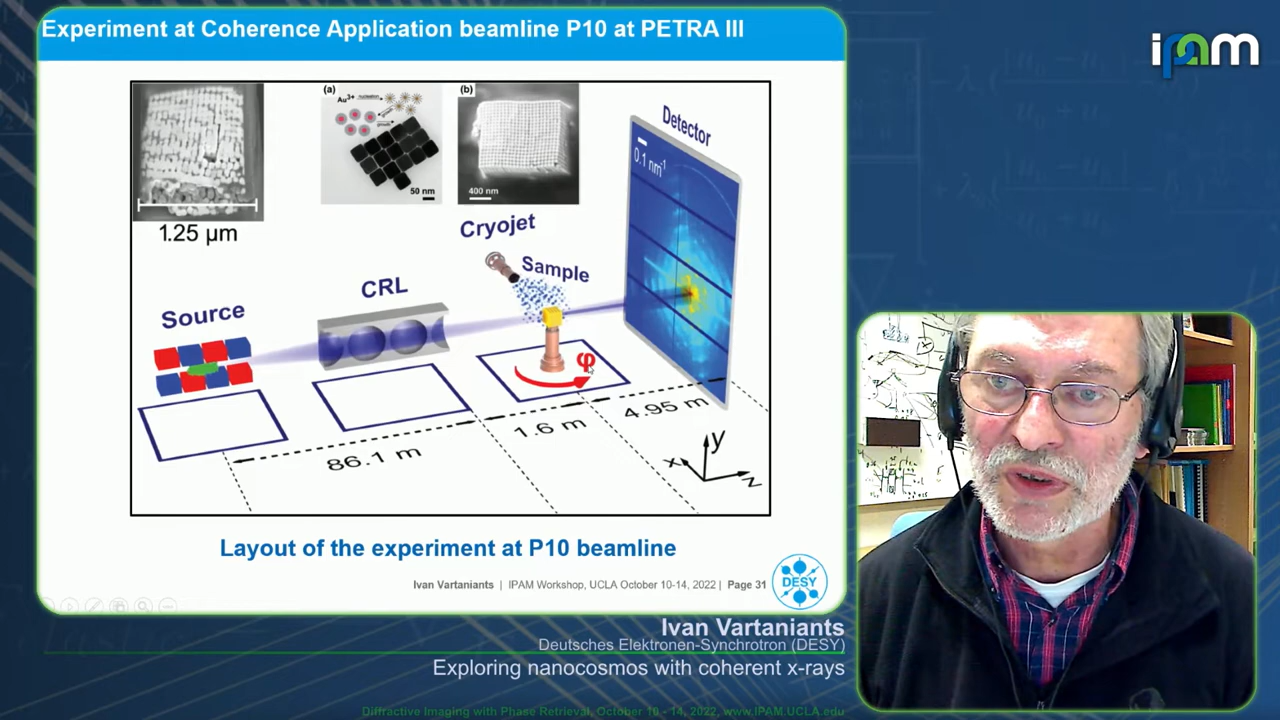 Experiment at Coherence Application beamline P10 at PETRA III
ipam
(a)
Au3+
nucleation
growth
50 nm
(b)
400 nm
1.25 μm
Detector
0.1 nm-1
Cryojet
Sample
CRL
Source
φ
86.1 m
1.6 m
4.95 m
x
y
z
Layout of the experiment at P10 beamline
Ivan Vartaniants | IPAM Workshop, UCLA October 10-14, 2022 | Page 31
DESY
Ivan Vartaniants
Deutsches Elektronen-Synchrotron (DESY)
Exploring nanocosmos with coherent x-rays
Diffractive Imaging with Phase Retrieval, October 10 - 14, 2022, www.IPAM.UCLA.edu